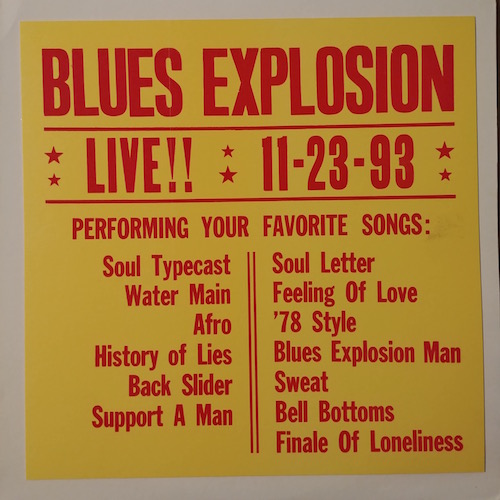 BLUES EXPLOSION
LIVE!! 11-23-93
PERFORMING YOUR FAVORITE SONGS:
Soul Typecast
Water Main
Afro
History of Lies
Back Slider
Support A Man
Soul Letter
Feeling Of Love
'78 Style
Blues Explosion Man
Sweat
Bell Bottoms
Finale Of Loneliness